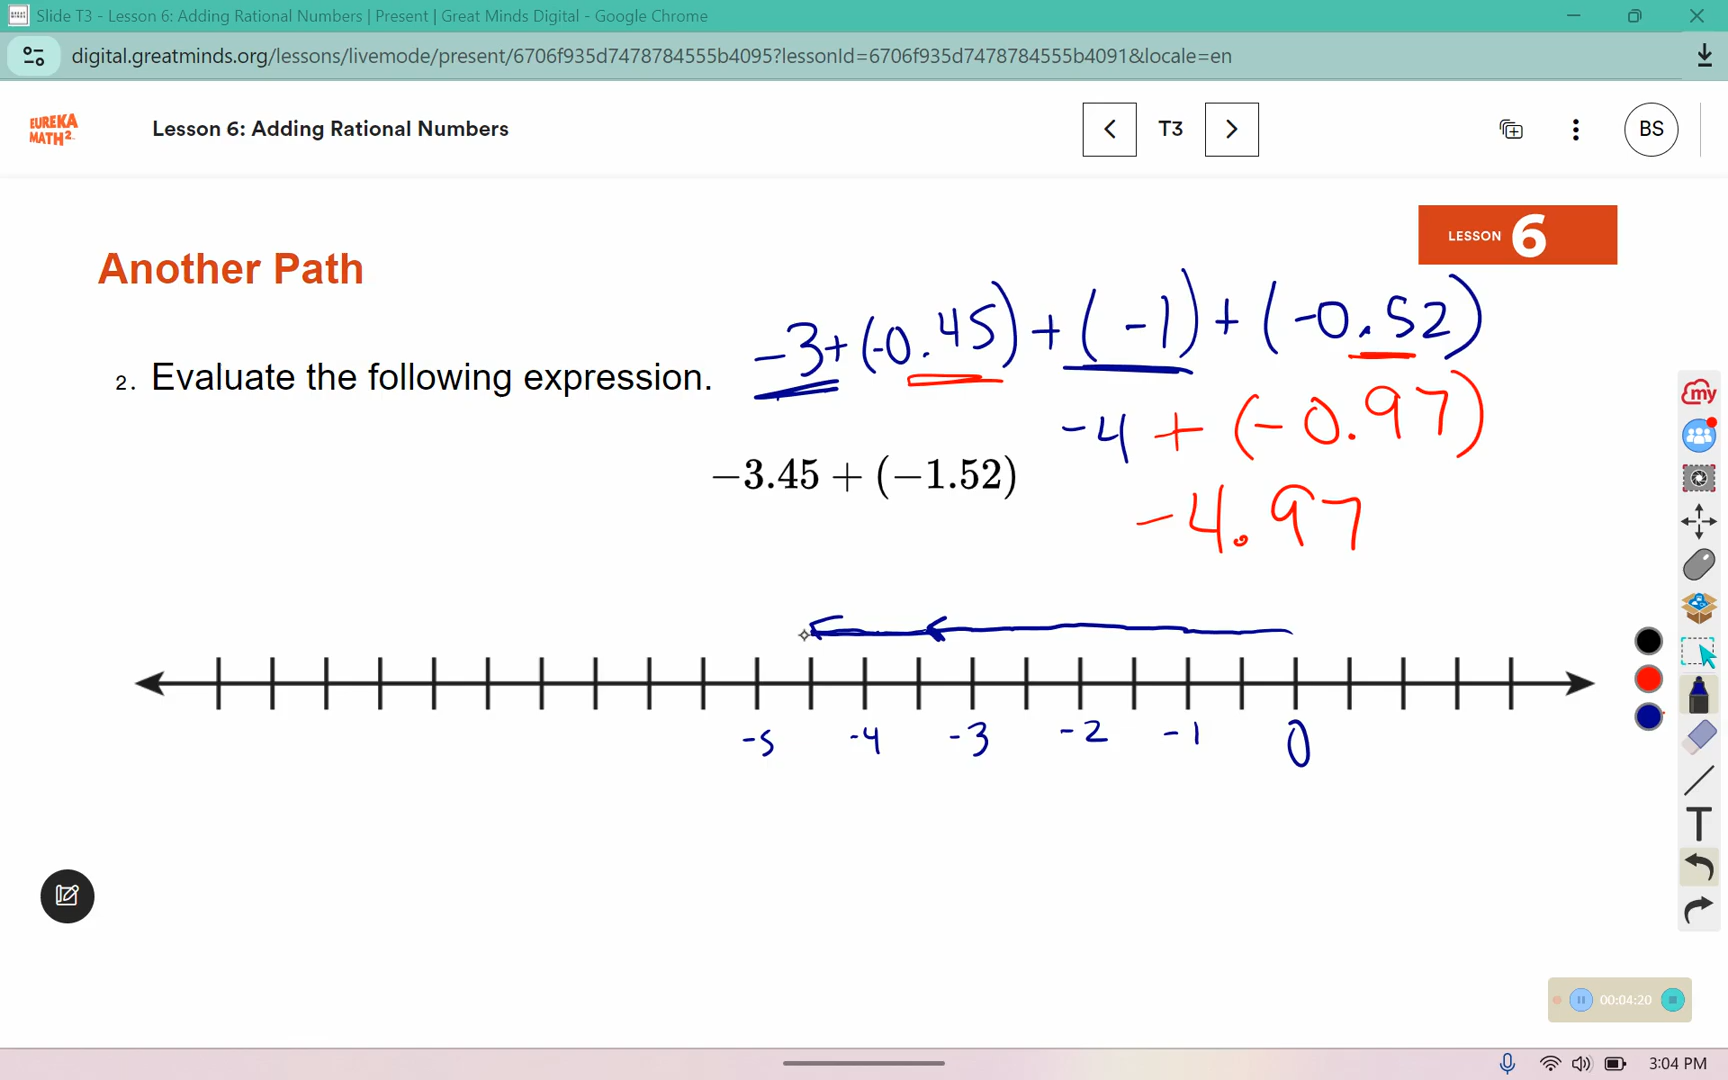 Slide T3 - Lesson 6: Adding Rational Numbers | Present | Great Minds Digital - Google Chrome
digital.greatminds.org/lessons/livemode/present/6706f935d7478784555b4095?lessonId=6706f935d7478784555b4091&locale=en
EUREKA MATH2
Lesson 6: Adding Rational Numbers
T3
BS
LESSON 6
Another Path
-3+(-0.45)+(-1)+(-0.52)
2. Evaluate the following expression.
-4+(-0.97)
−3.45 + (−1.52)
-4.97
my
-5 -4 -3 -2 -1 0
T
00:04:20
3:04 PM